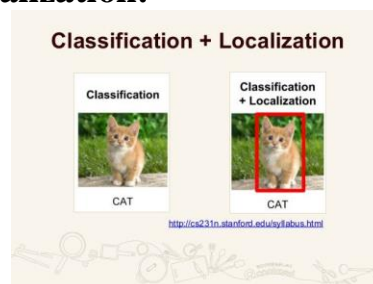 Classification + Localization
Classification
CAT
Classification
+ Localization
CAT
http://cs231n.stanford.edu/syllabus.html